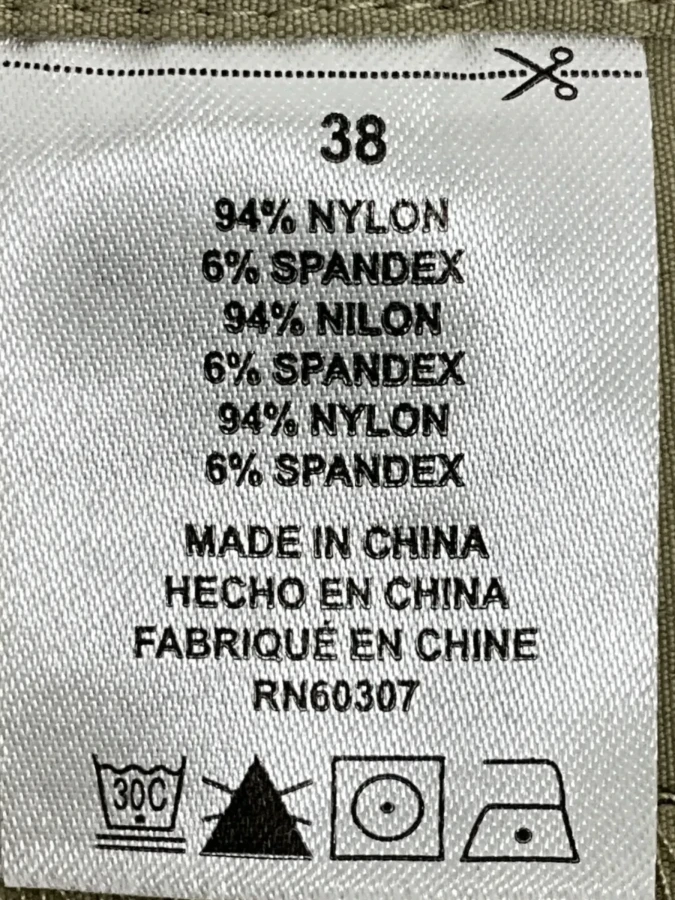 38
94% NYLON
6% SPANDEX
94% NILON
6% SPANDEX
94% NYLON
6% SPANDEX
MADE IN CHINA
HECHO EN CHINA
FABRIQUÉ EN CHINE
RN60307
30C